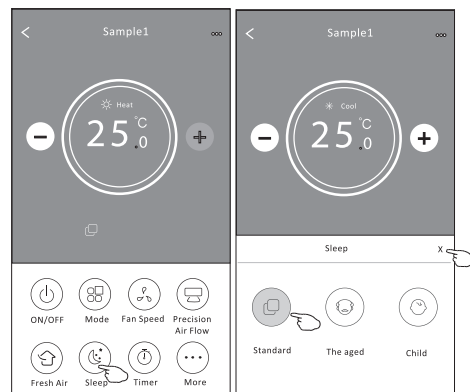 Sample1
Heat
25.0 °C
ON/OFF
Mode
Fan Speed
Precision
Air Flow
Fresh Air
Sleep
Timer
More
Sample1
Cool
25.0 °C
Sleep
X
Standard
The aged
Child